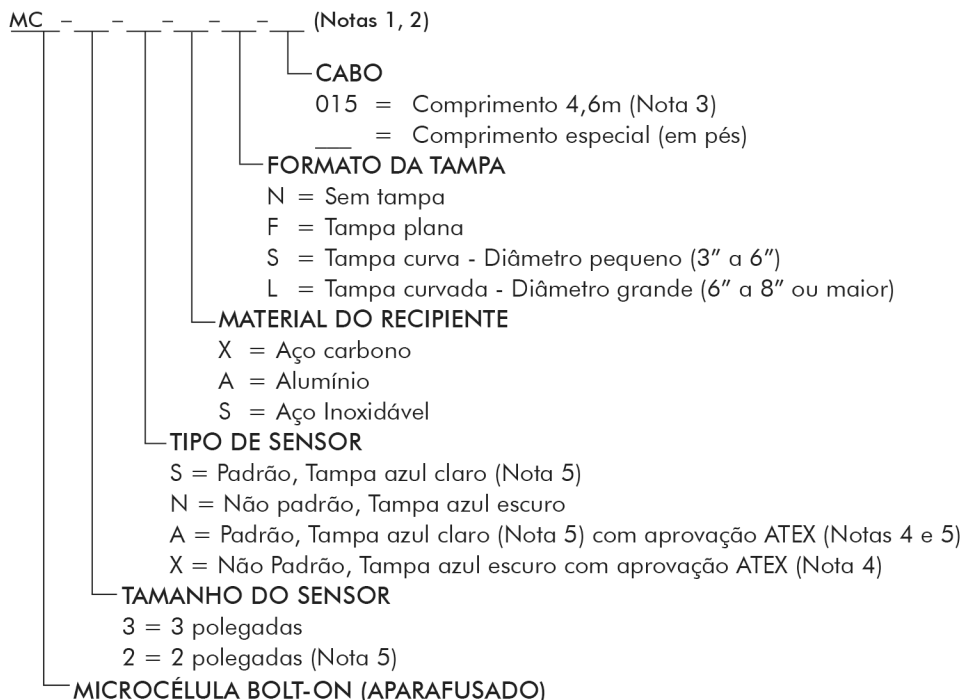 MC - - - - - (Notas 1, 2)
CABO
015 = Comprimento 4,6m (Nota 3)
___ = Comprimento especial (em pés)
FORMATO DA TAMPA
N = Sem tampa
F = Tampa plana
S = Tampa curva - Diâmetro pequeno (3” a 6”)
L = Tampa curvada - Diâmetro grande (6” a 8” ou maior)
MATERIAL DO RECIPIENTE
X = Aço carbono
A = Alumínio
S = Aço Inoxidável
TIPO DE SENSOR
S = Padrão, Tampa azul claro (Nota 5)
N = Não padrão, Tampa azul escuro
A = Padrão, Tampa azul claro (Nota 5) com aprovação ATEX (Notas 4 e 5)
X = Não Padrão, Tampa azul escuro com aprovação ATEX (Nota 4)
TAMANHO DO SENSOR
3 = 3 polegadas
2 = 2 polegadas (Nota 5)
MICROCÉLULA BOLT-ON (APARAFUSADO)